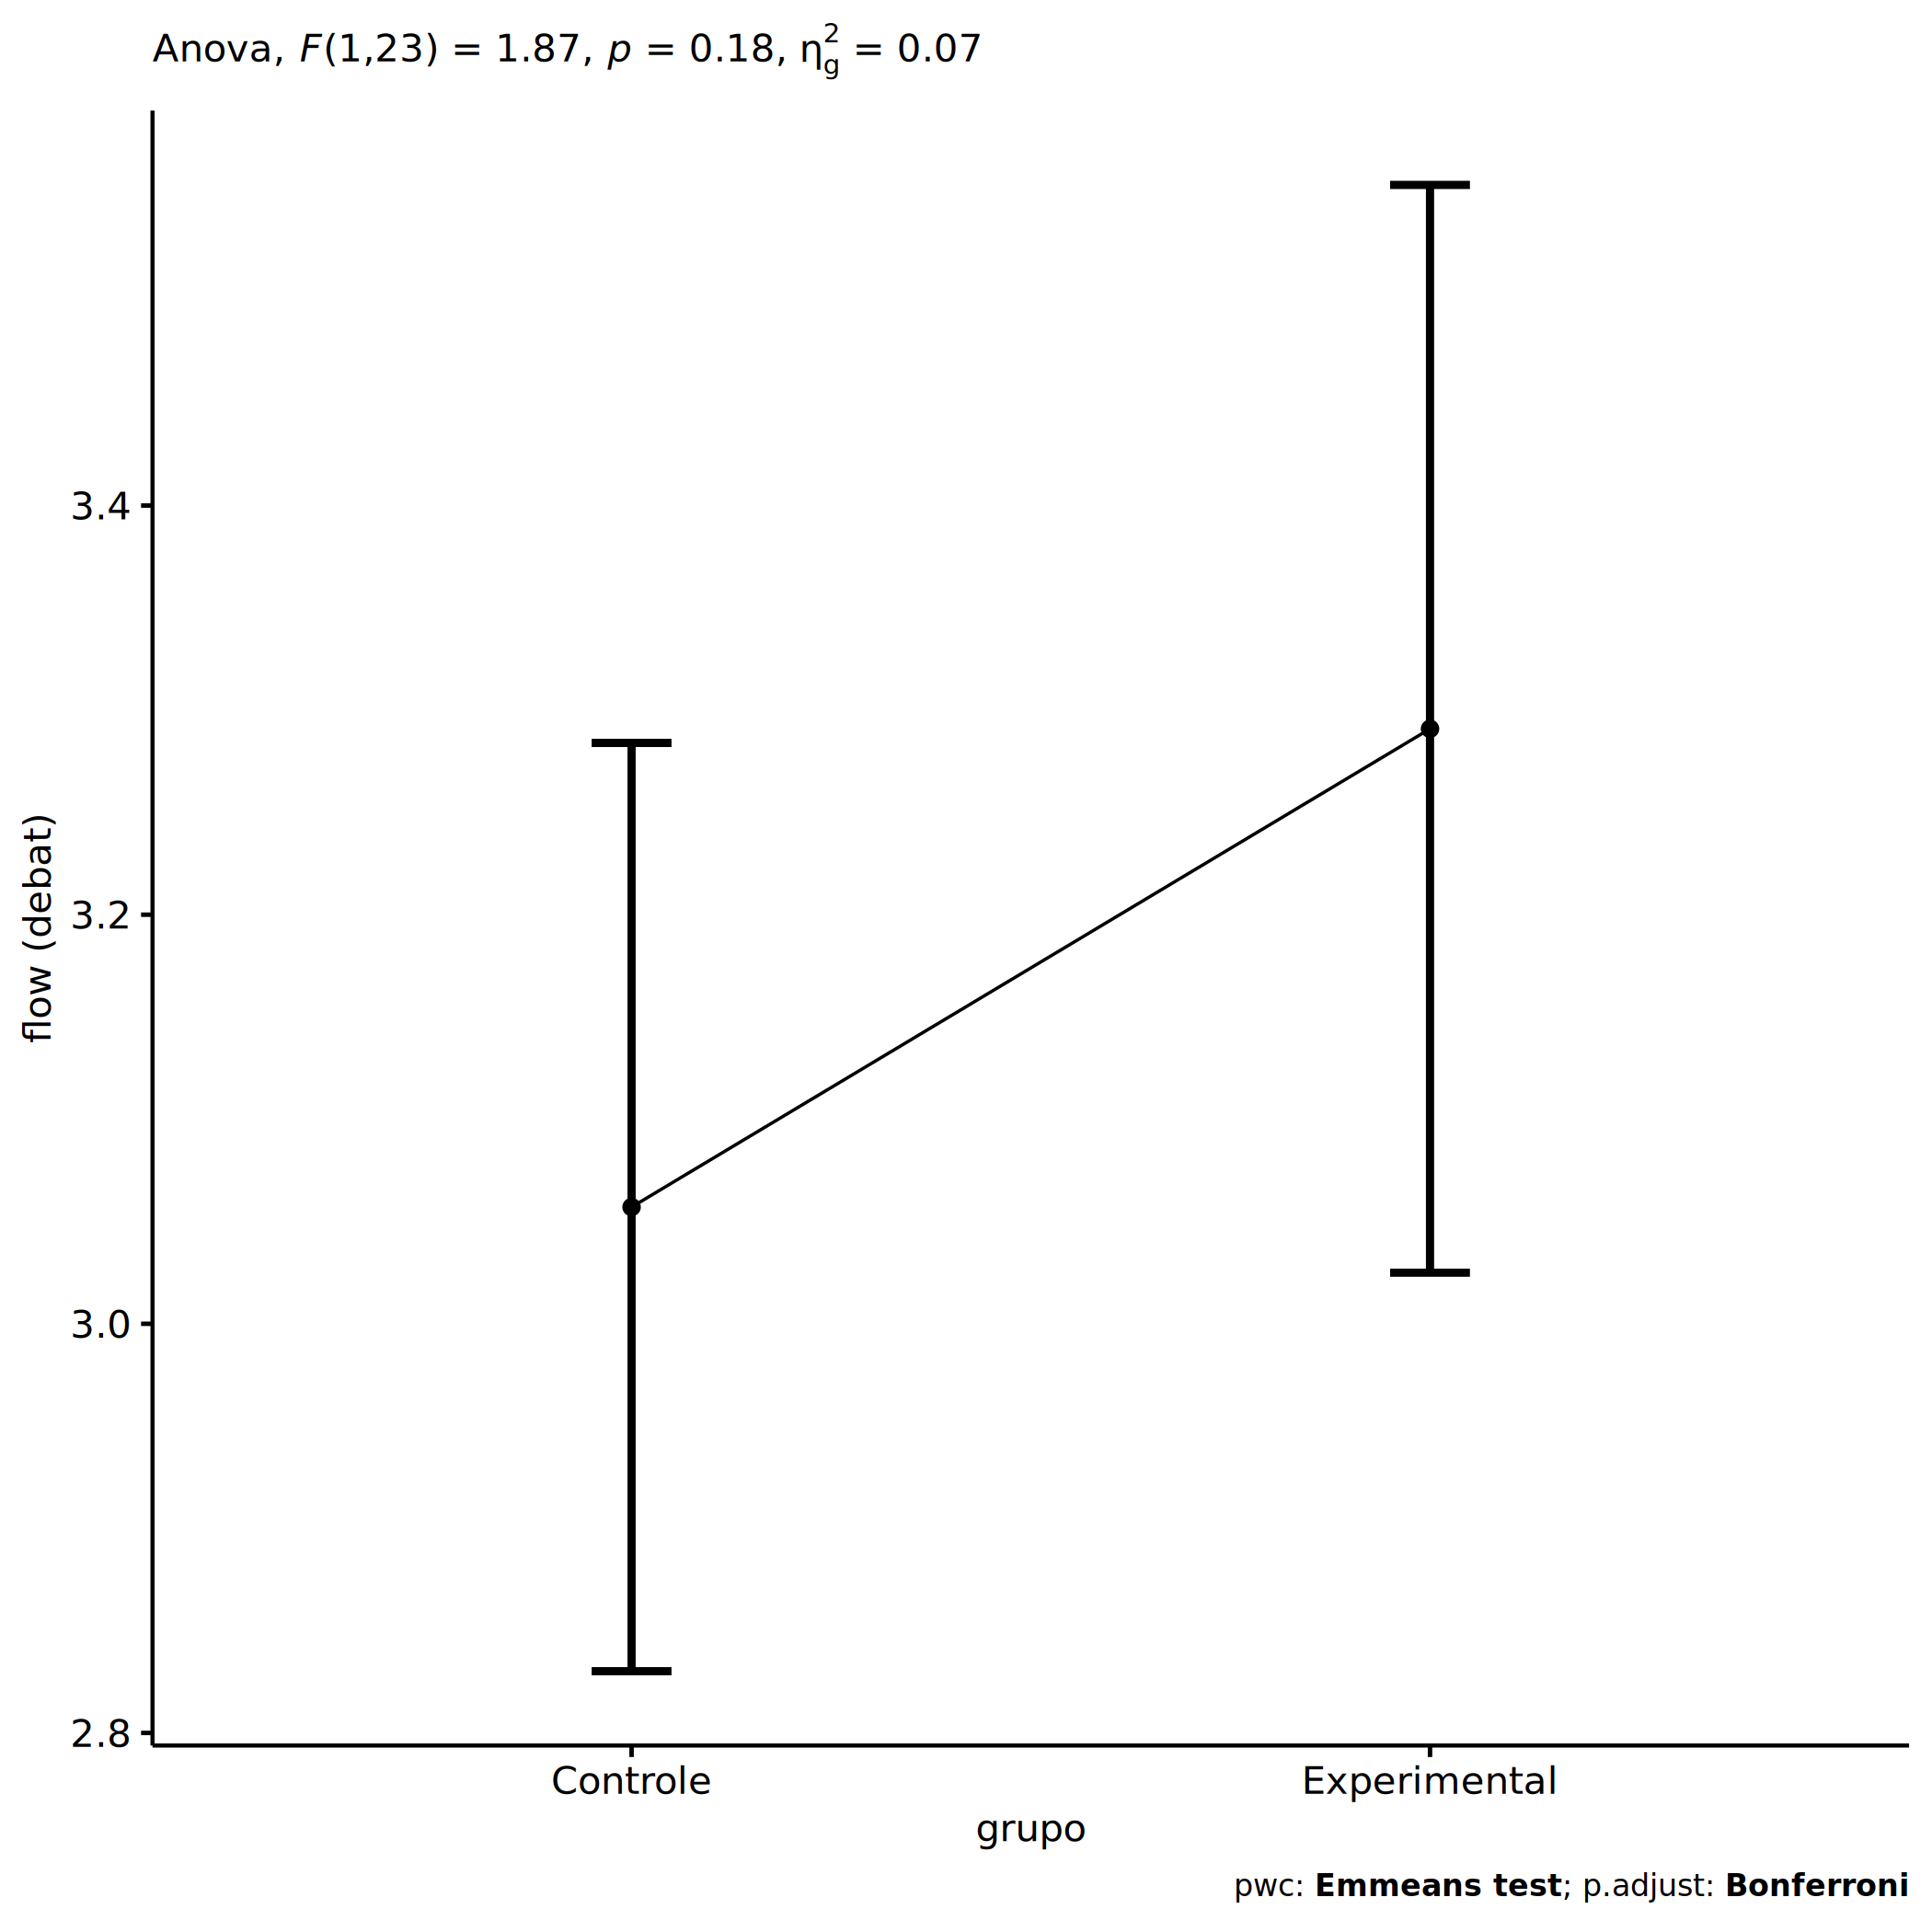 Anova, F(1,23) = 1.87, p = 0.18, η²g = 0.07
3.4
3.2
3.0
2.8
flow (debat)
Controle Experimental
grupo
pwc: Emmeans test; p.adjust: Bonferroni